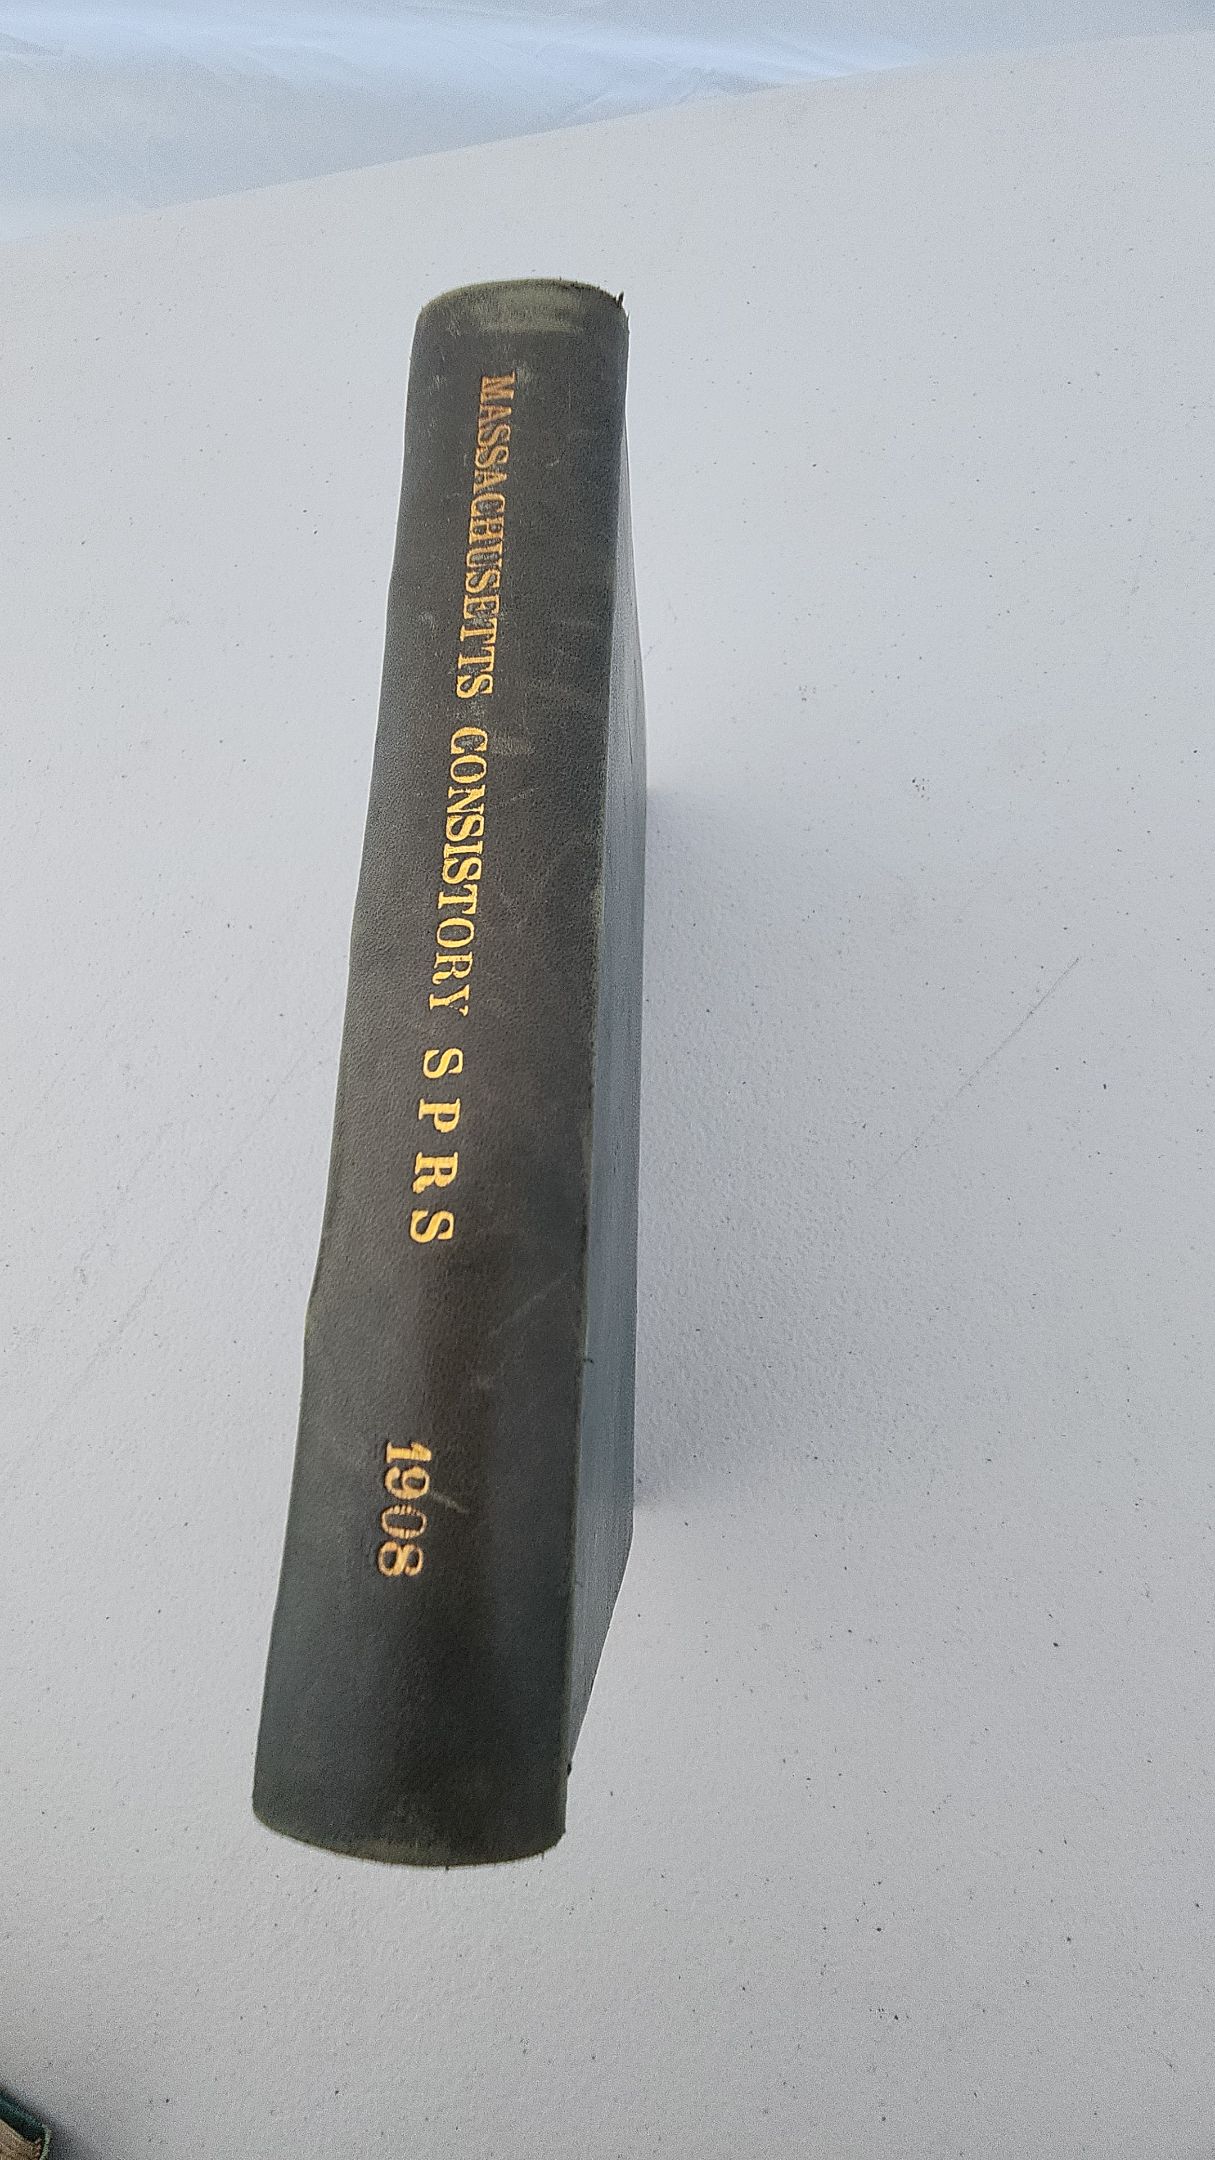 MASSACHUSETTS CONSISTORY S P R S 1908